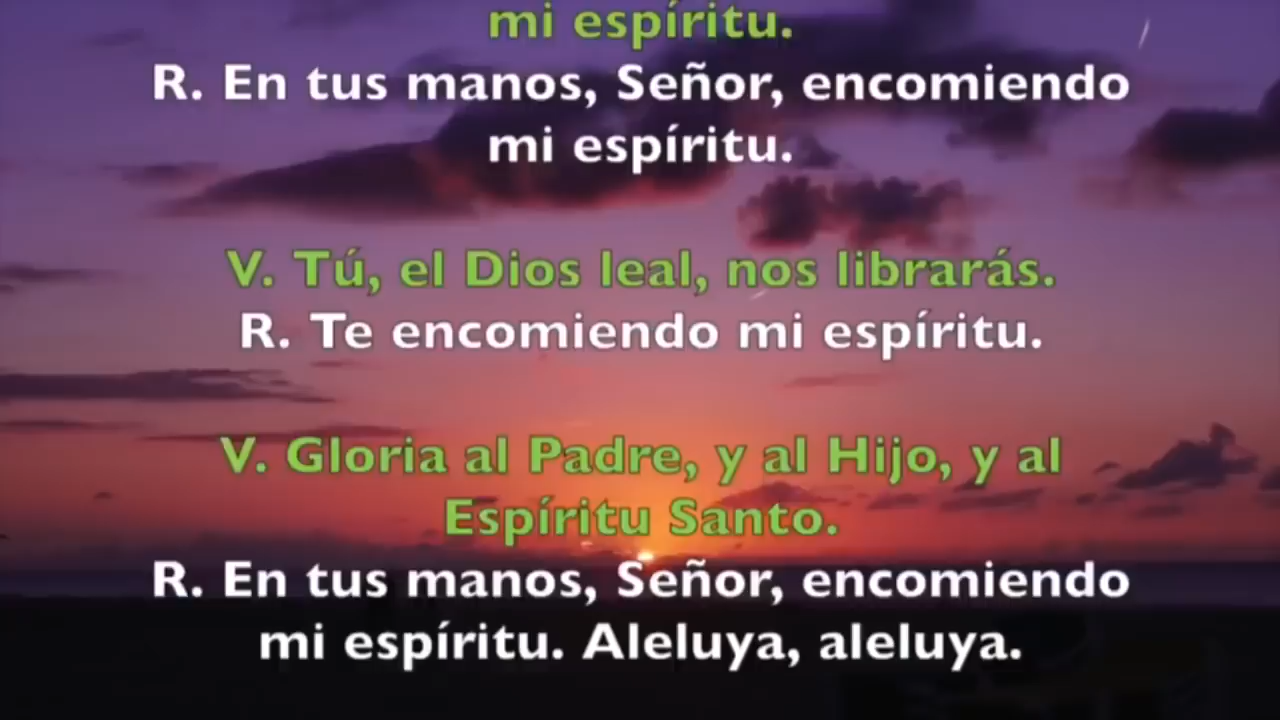 mi espíritu.
R. En tus manos, Señor, encomiendo
mi espíritu.
V. Tú, el Dios leal, nos librarás.
R. Te encomiendo mi espíritu.
V. Gloria al Padre, y al Hijo, y al
Espíritu Santo.
R. En tus manos, Señor, encomiendo
mi espíritu. Aleluya, aleluya.